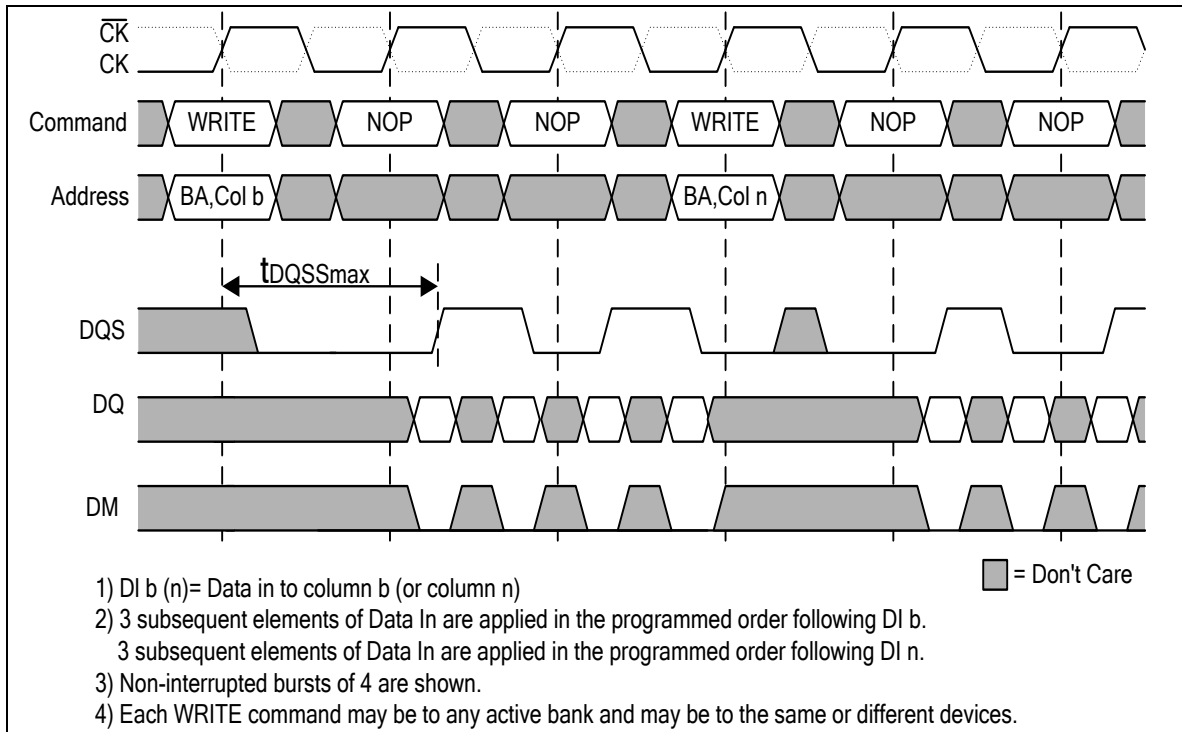 CK
CK
Command WRITE NOP NOP WRITE NOP NOP
Address BA,Col b BA,Col n
tDQSSmax
DQS
DQ
DM
= Don't Care
1) DI b (n)= Data in to column b (or column n)
2) 3 subsequent elements of Data In are applied in the programmed order following DI b.
3 subsequent elements of Data In are applied in the programmed order following DI n.
3) Non-interrupted bursts of 4 are shown.
4) Each WRITE command may be to any active bank and may be to the same or different devices.